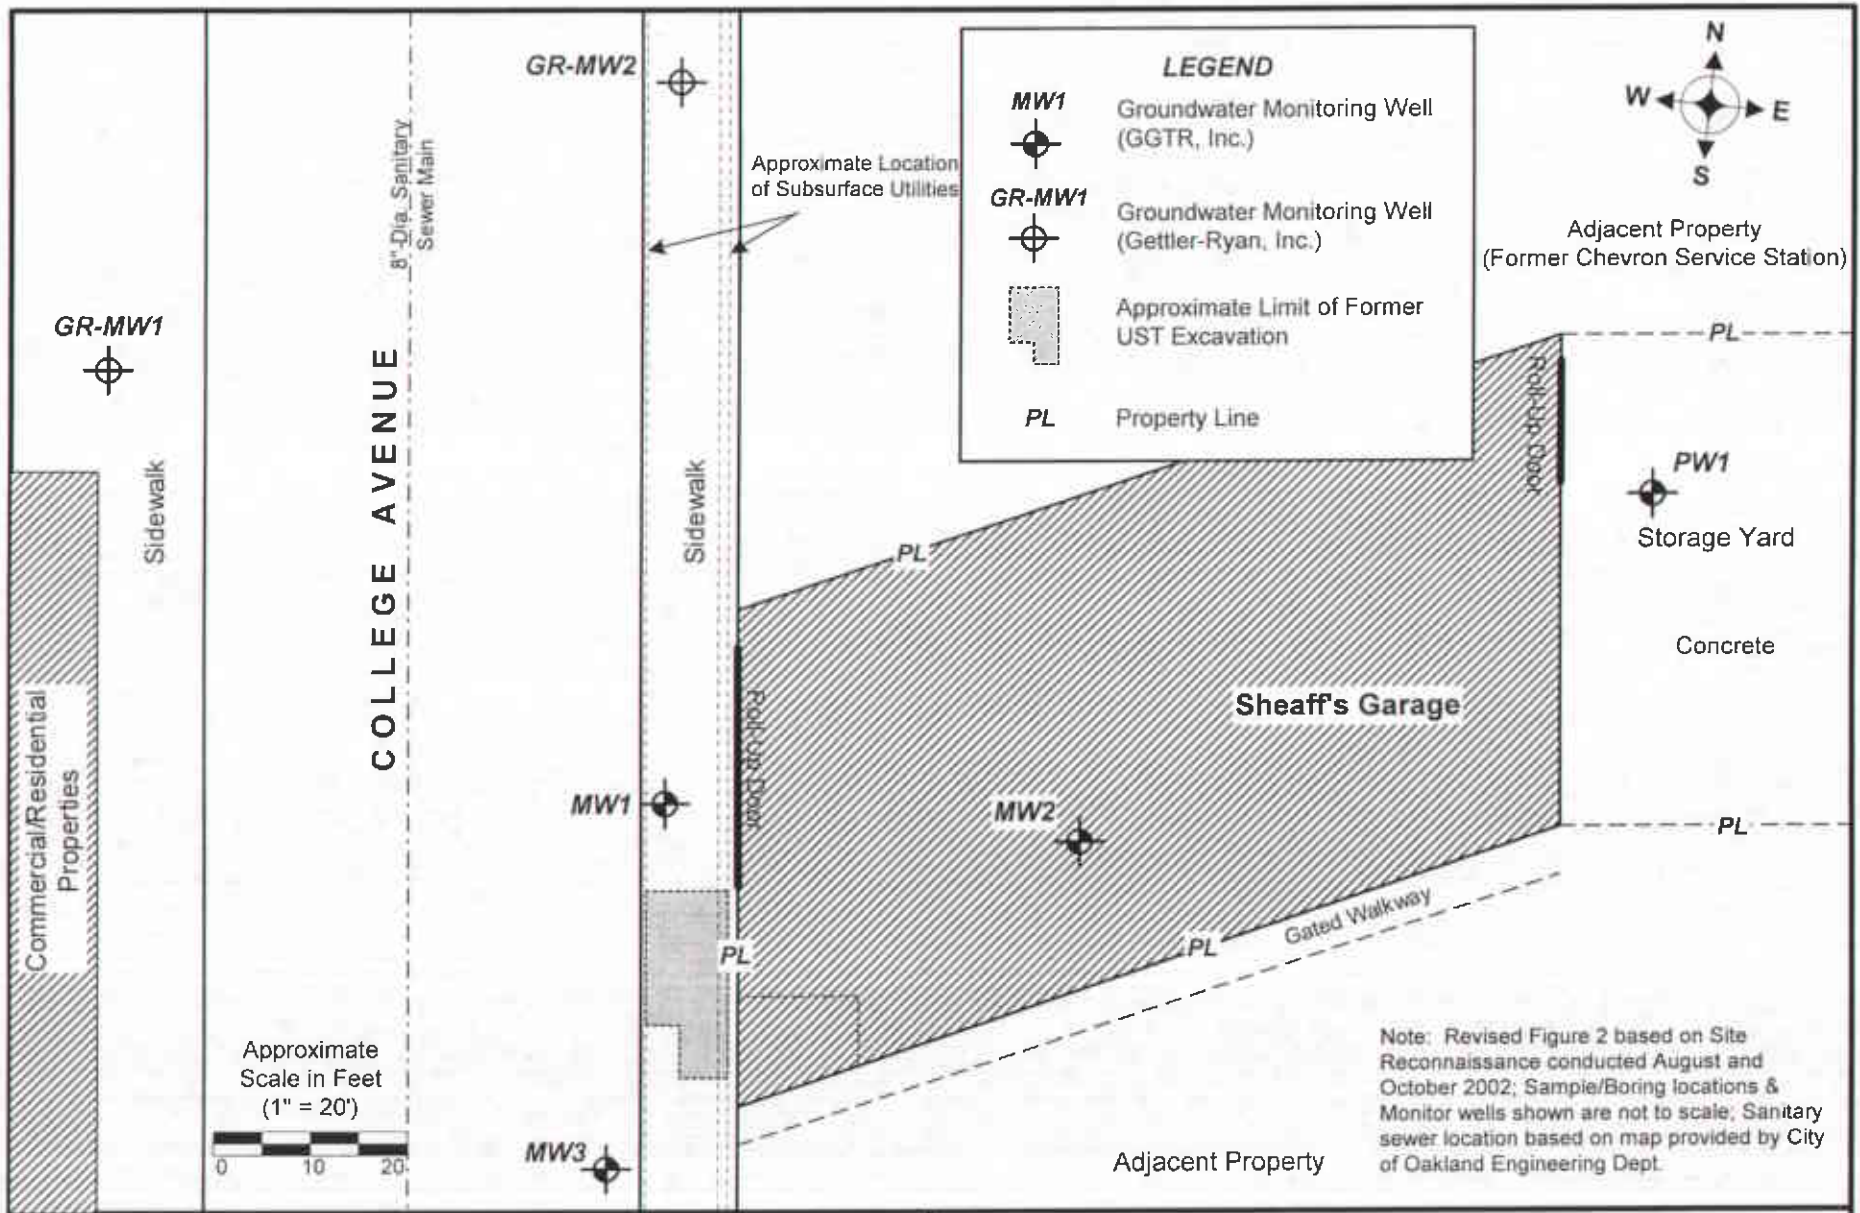 GR-MW2
8" Dia. Sanitary
Sewer Main
Approximate Location
of Subsurface Utilities
LEGEND
MW1
Groundwater Monitoring Well
(GGTR, Inc.)
GR-MW1
Groundwater Monitoring Well
(Gettler-Ryan, Inc.)
Approximate Limit of Former
UST Excavation
PL
Property Line
N
W
E
S
Adjacent Property
(Former Chevron Service Station)
GR-MW1
PL
Roll-Up Door
PW1
Storage Yard
Concrete
Sidewalk
COLLEGE AVENUE
Sidewalk
PL
Sheaff's Garage
Roll-Up Door
Commercial/Residential
Properties
MW1
MW2
PL
Gated Walkway
PL
PL
Approximate
Scale in Feet
(1" = 20')
0 10 20
MW3
Adjacent Property
Note: Revised Figure 2 based on Site
Reconnaissance conducted August and
October 2002; Sample/Boring locations &
Monitor wells shown are not to scale; Sanitary
sewer location based on map provided by City
of Oakland Engineering Dept.